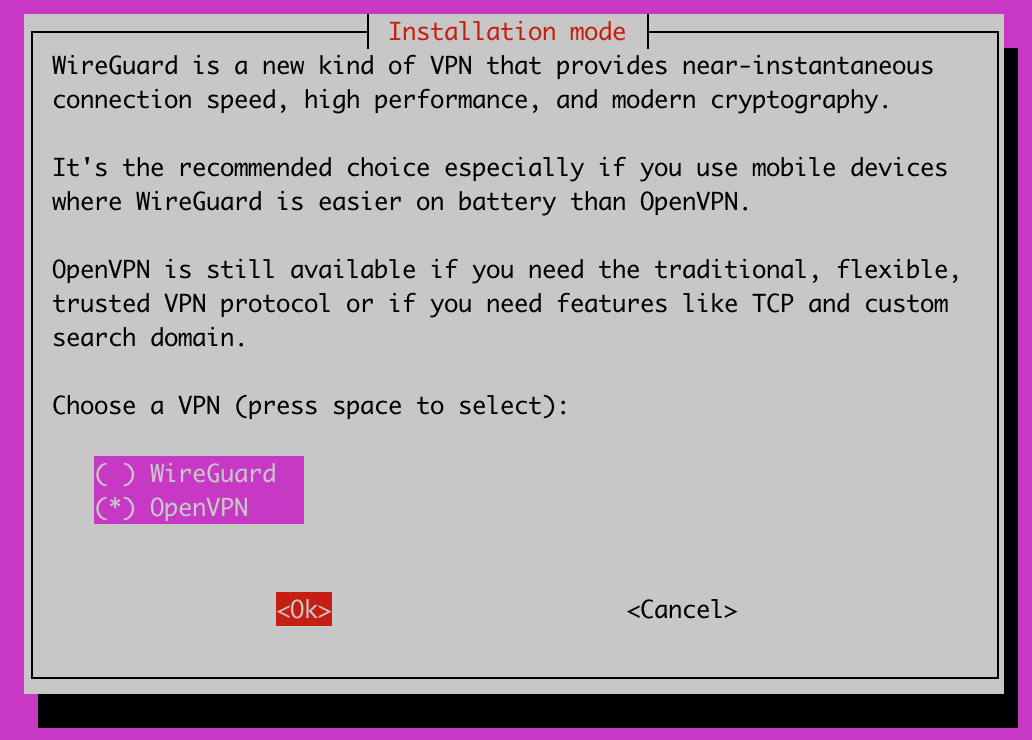 Installation mode
WireGuard is a new kind of VPN that provides near-instantaneous
connection speed, high performance, and modern cryptography.
It's the recommended choice especially if you use mobile devices
where WireGuard is easier on battery than OpenVPN.
OpenVPN is still available if you need the traditional, flexible,
trusted VPN protocol or if you need features like TCP and custom
search domain.
Choose a VPN (press space to select):
( ) WireGuard
(*) OpenVPN
<Ok> <Cancel>